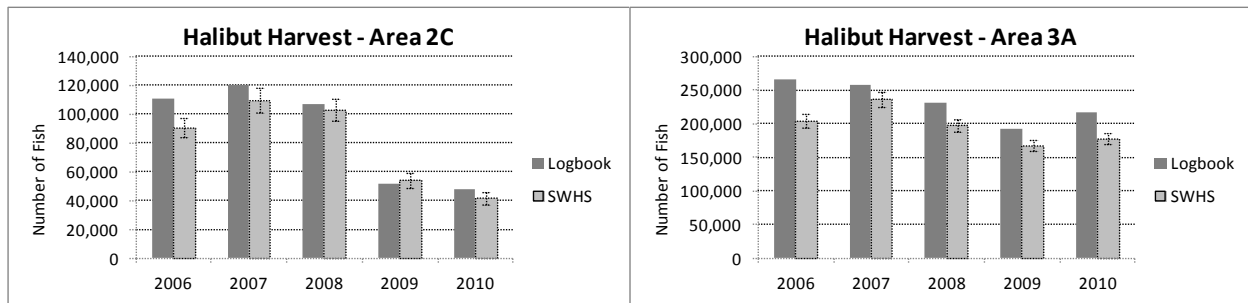 Halibut Harvest - Area 2C
Number of Fish
140,000
120,000
100,000
80,000
60,000
40,000
20,000
0
2006 2007 2008 2009 2010
Logbook
SWHS
Halibut Harvest - Area 3A
Number of Fish
300,000
250,000
200,000
150,000
100,000
50,000
0
2006 2007 2008 2009 2010
Logbook
SWHS